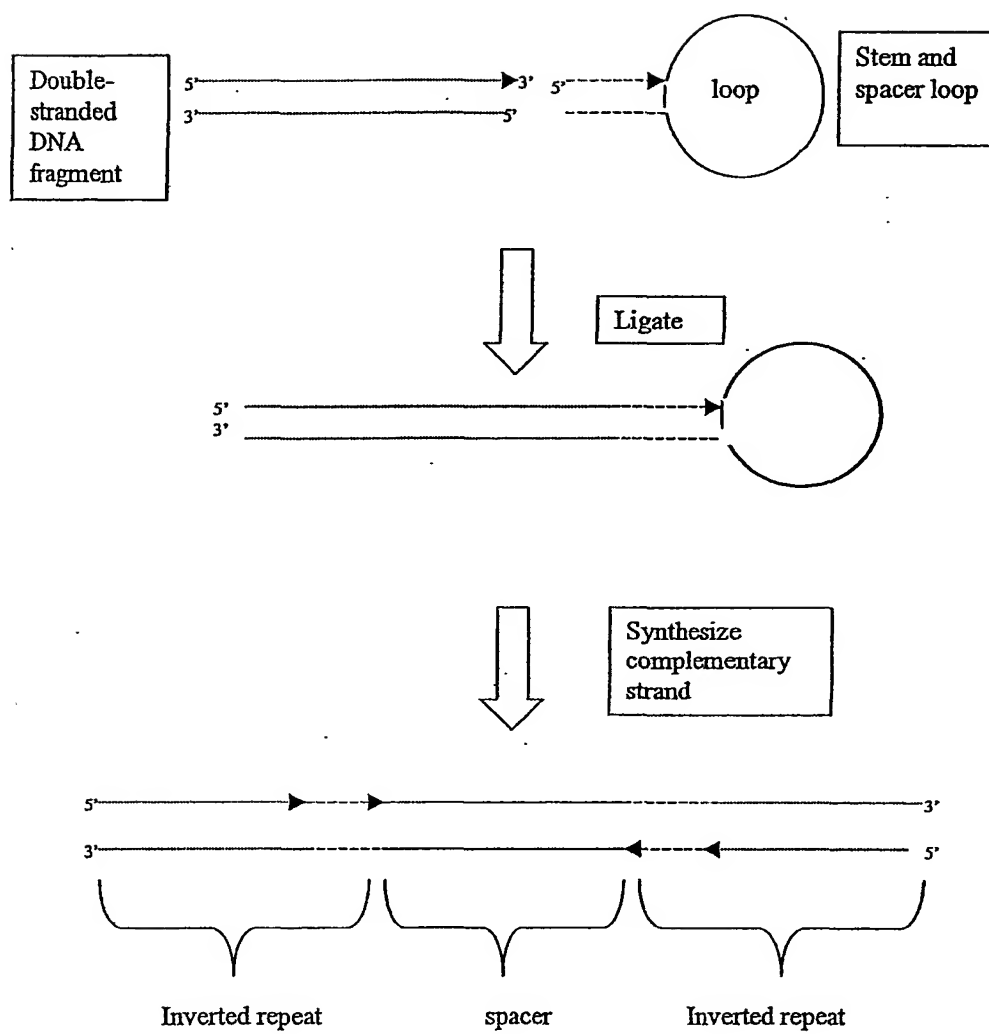 Double-
stranded
DNA
fragment
5' 3' 5'
3' 5'
loop
Stem and
spacer loop
Ligate
5'
3'
Synthesize
complementary
strand
5' 3'
3' 5'
Inverted repeat spacer Inverted repeat